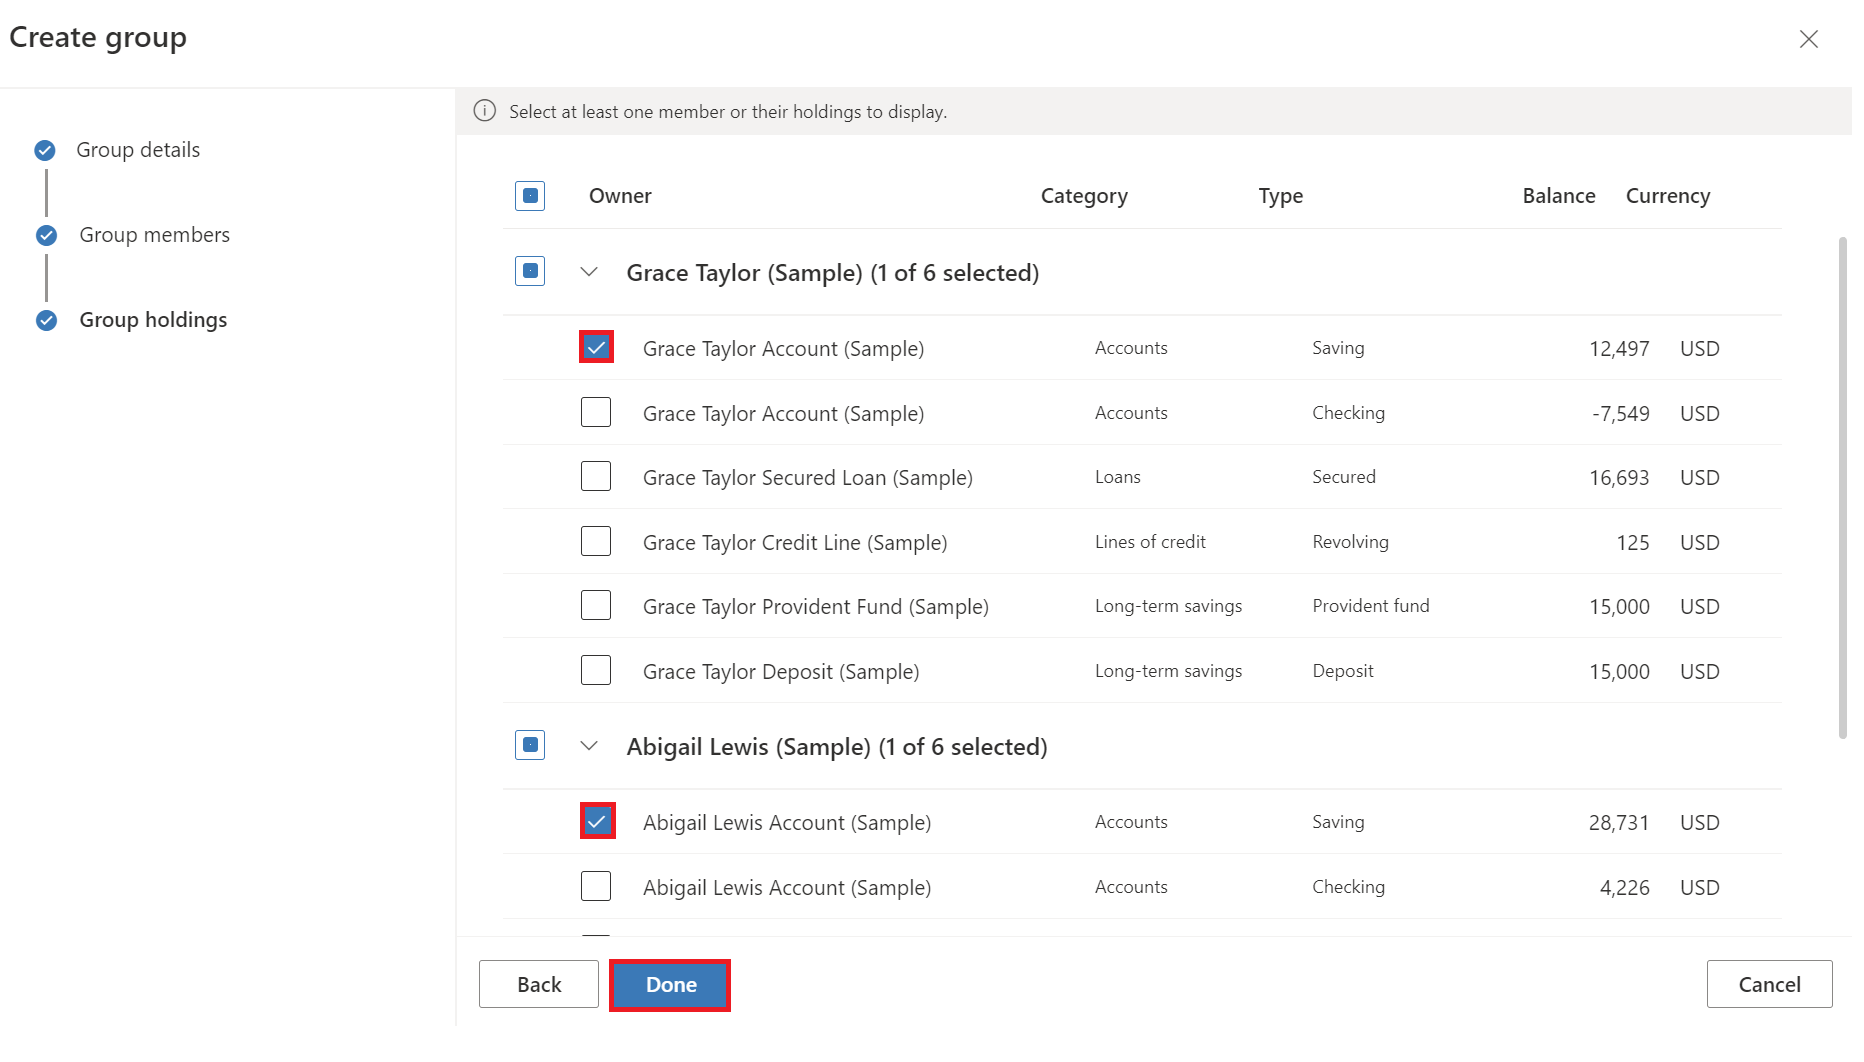 Create group
Group details
Group members
Group holdings
Select at least one member or their holdings to display.
Owner Category Type Balance Currency
Grace Taylor (Sample) (1 of 6 selected)
Grace Taylor Account (Sample) Accounts Saving 12,497 USD
Grace Taylor Account (Sample) Accounts Checking -7,549 USD
Grace Taylor Secured Loan (Sample) Loans Secured 16,693 USD
Grace Taylor Credit Line (Sample) Lines of credit Revolving 125 USD
Grace Taylor Provident Fund (Sample) Long-term savings Provident fund 15,000 USD
Grace Taylor Deposit (Sample) Long-term savings Deposit 15,000 USD
Abigail Lewis (Sample) (1 of 6 selected)
Abigail Lewis Account (Sample) Accounts Saving 28,731 USD
Abigail Lewis Account (Sample) Accounts Checking 4,226 USD
Back Done Cancel